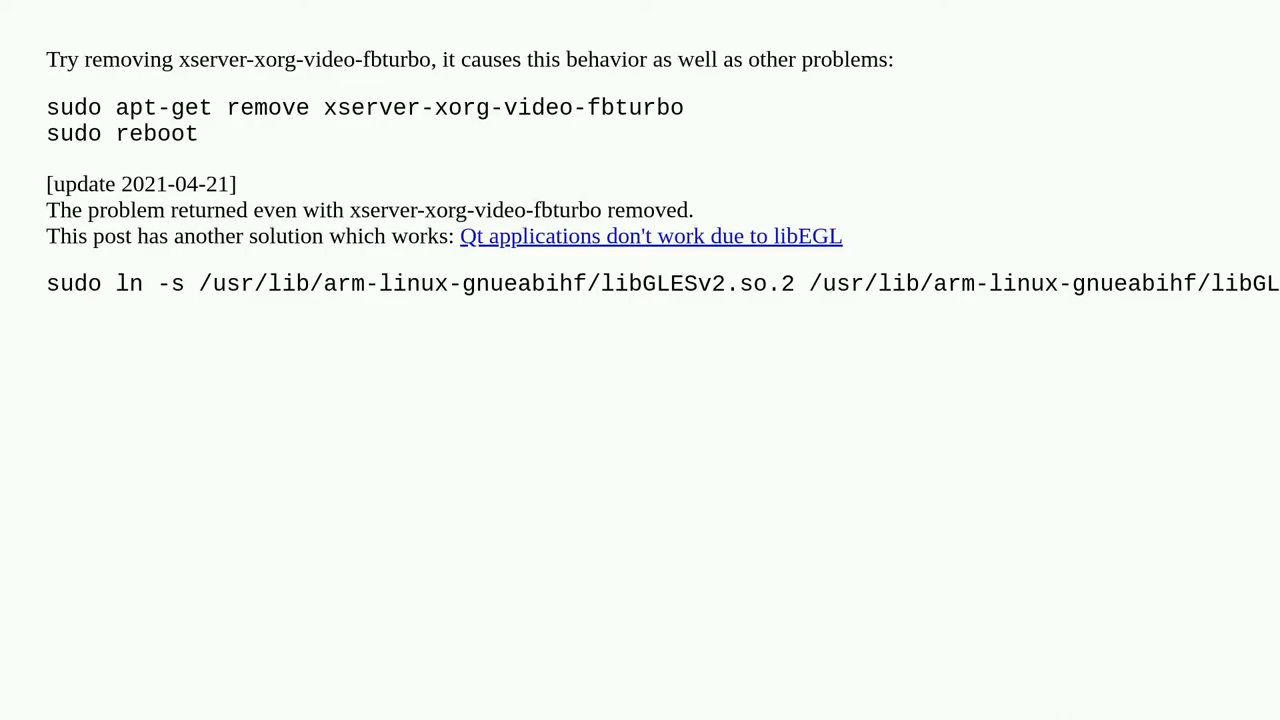 Try removing xserver-xorg-video-fbturbo, it causes this behavior as well as other problems:
sudo apt-get remove xserver-xorg-video-fbturbo
sudo reboot
[update 2021-04-21]
The problem returned even with xserver-xorg-video-fbturbo removed.
This post has another solution which works: Qt applications don't work due to libEGL
sudo ln -s /usr/lib/arm-linux-gnueabihf/libGLESv2.so.2 /usr/lib/arm-linux-gnueabihf/libGL